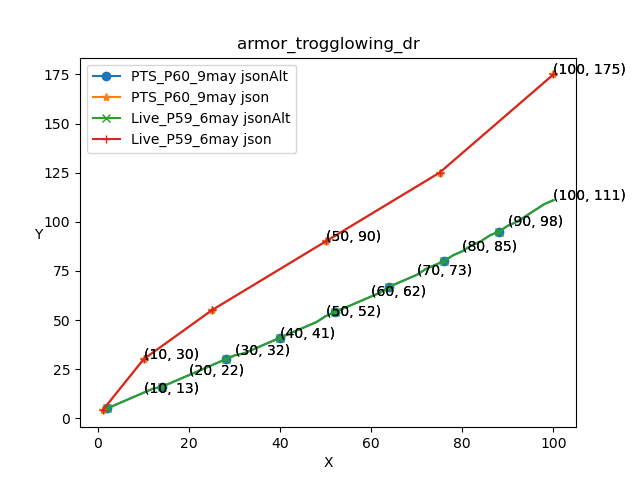 armor_trogglowing_dr
PTS_P60_9may jsonAlt
PTS_P60_9may json
Live_P59_6may jsonAlt
Live_P59_6may json
(100, 175)
(100, 111)
(90, 98)
(50, 90)
(80, 85)
(70, 73)
(60, 62)
(50, 52)
(40, 41)
(30, 32)
(10, 30)
(20, 22)
(10, 13)
175
150
125
100
75
50
25
0
Y
0 20 40 60 80 100
X